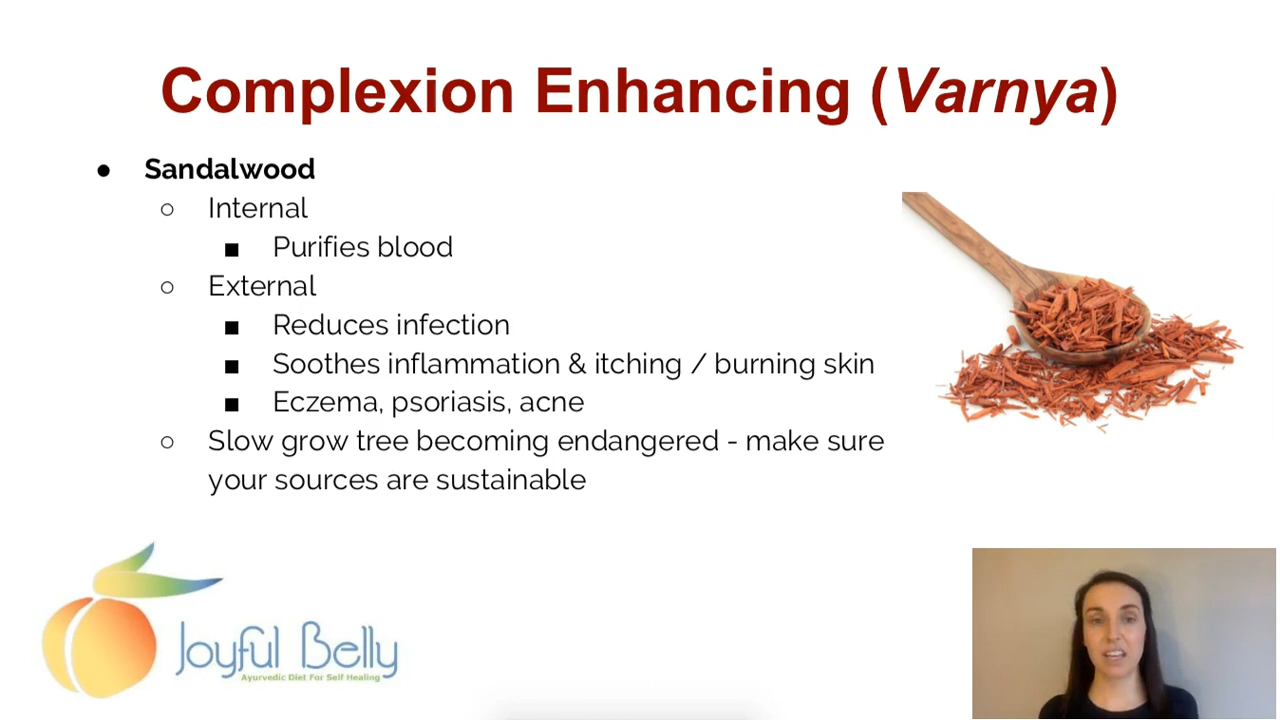 Complexion Enhancing (Varnya)
● Sandalwood
○ Internal
■ Purifies blood
○ External
■ Reduces infection
■ Soothes inflammation & itching / burning skin
■ Eczema, psoriasis, acne
○ Slow grow tree becoming endangered - make sure
your sources are sustainable
Joyful Belly
Ayurvedic Diet For Self Healing